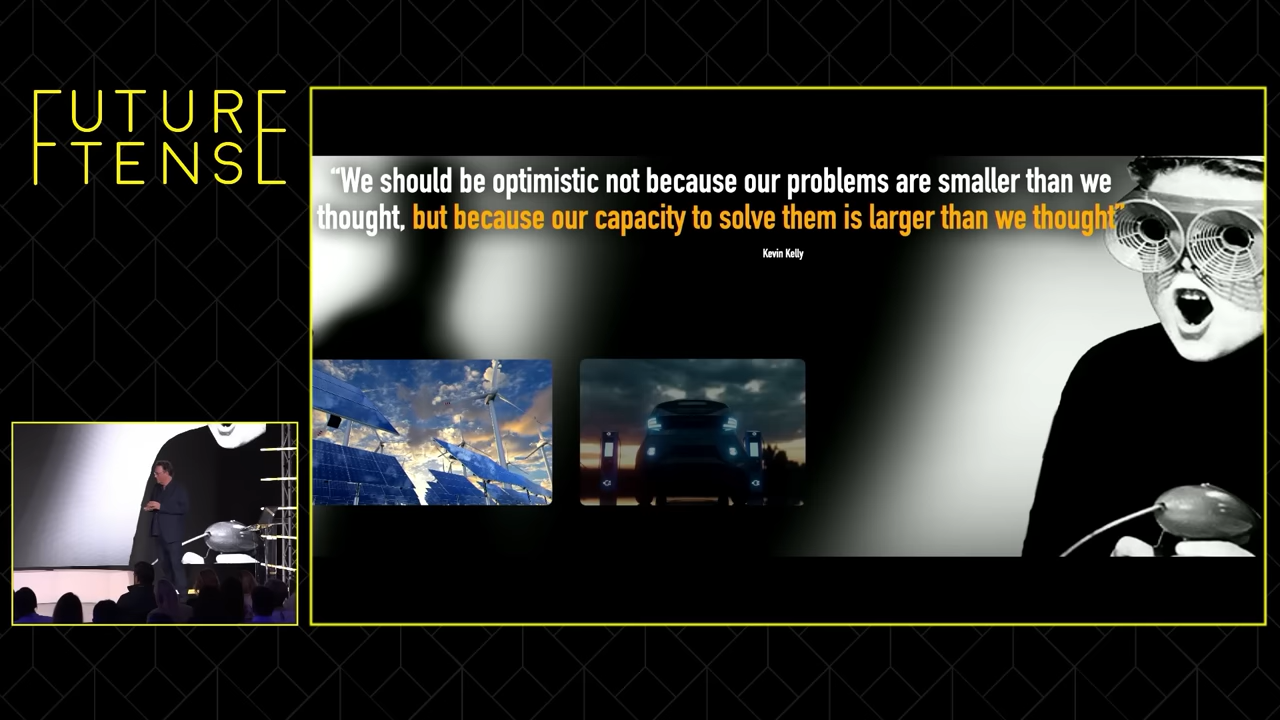 FUTURE
TENSE
“We should be optimistic not because our problems are smaller than we
thought, but because our capacity to solve them is larger than we thought”
Kevin Kelly